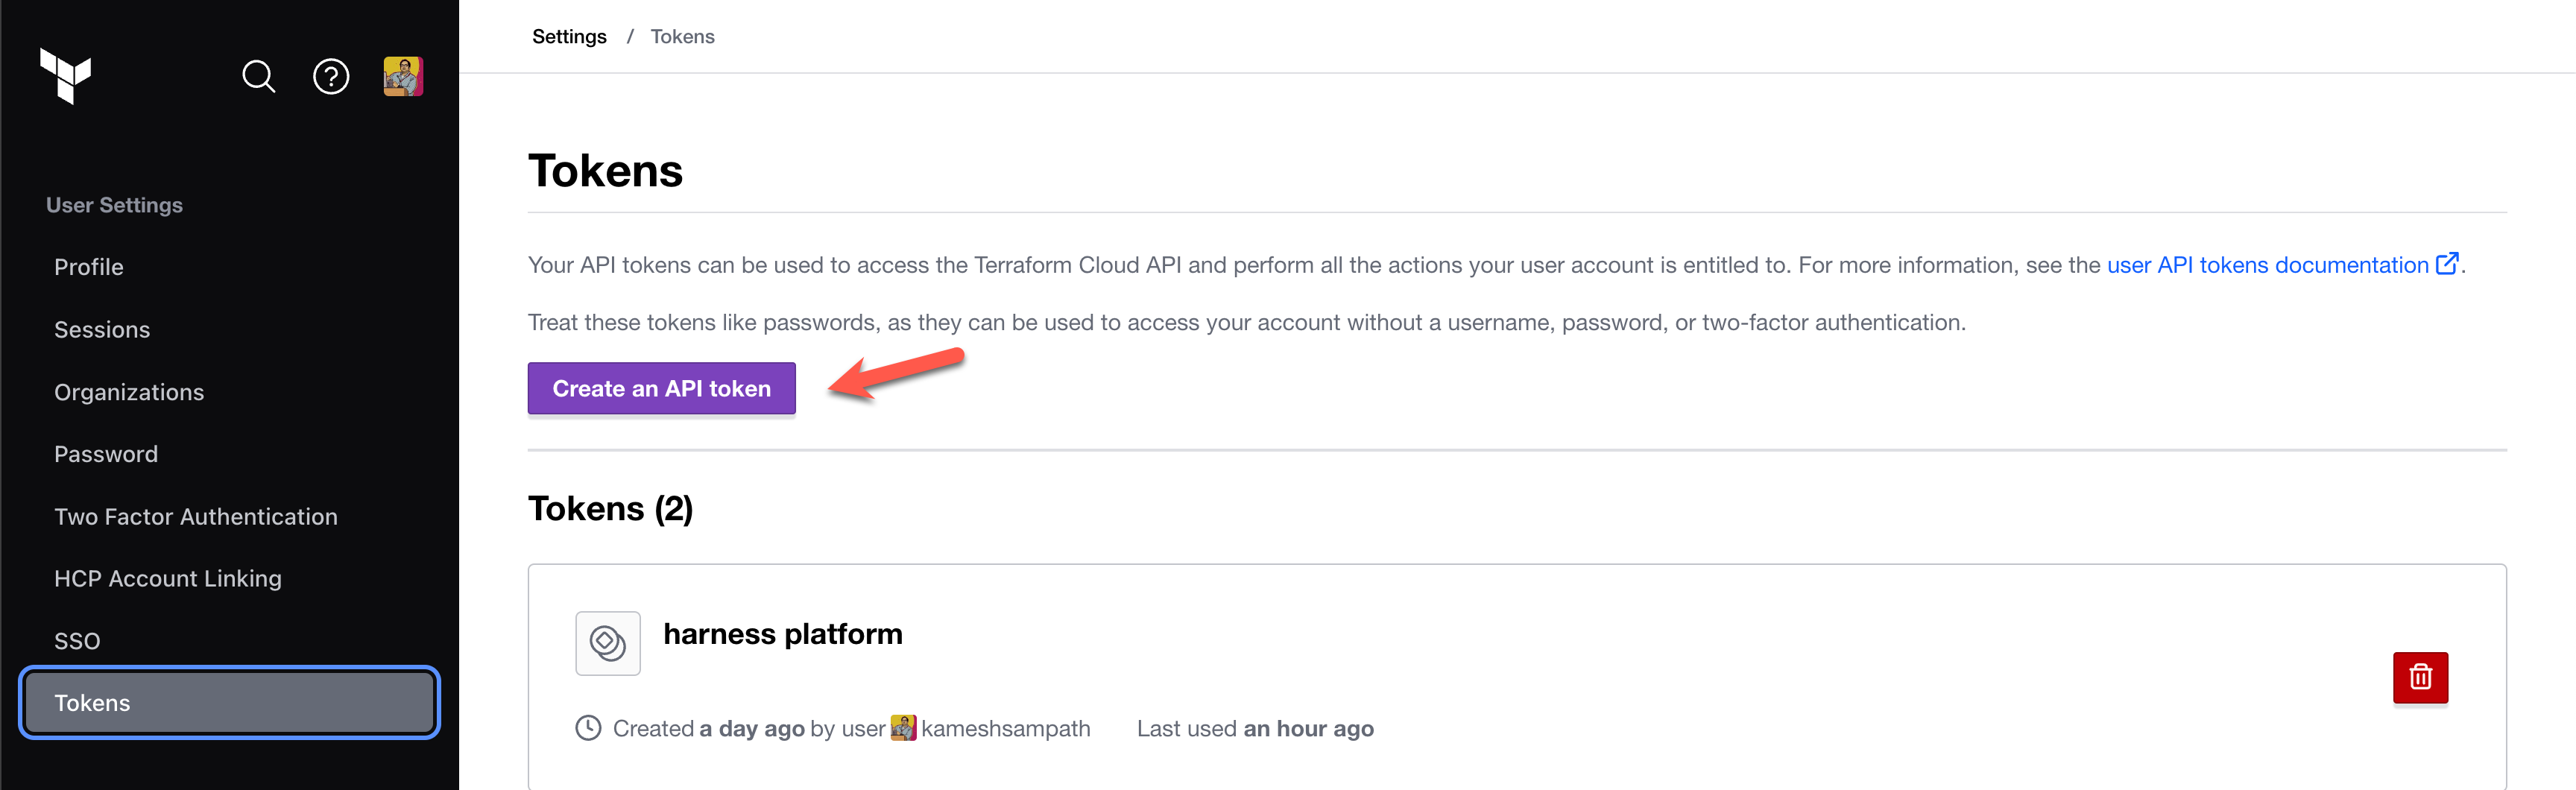 Settings / Tokens
User Settings
Profile
Sessions
Organizations
Password
Two Factor Authentication
HCP Account Linking
SSO
Tokens
Tokens
Your API tokens can be used to access the Terraform Cloud API and perform all the actions your user account is entitled to. For more information, see the user API tokens documentation.
Treat these tokens like passwords, as they can be used to access your account without a username, password, or two-factor authentication.
Create an API token
Tokens (2)
harness platform
Created a day ago by user kameshsampath Last used an hour ago